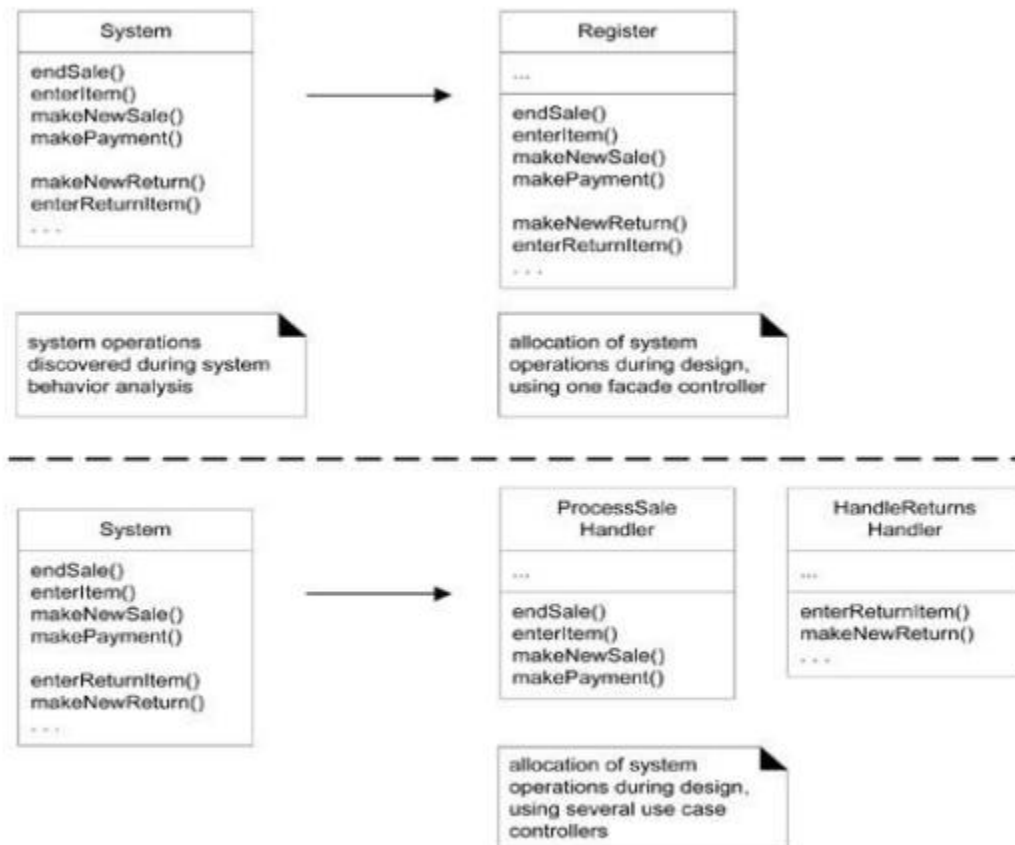 System
endSale()
enterItem()
makeNewSale()
makePayment()
makeNewReturn()
enterReturnItem()
. . .
Register
...
endSale()
enterItem()
makeNewSale()
makePayment()
makeNewReturn()
enterReturnItem()
. . .
system operations
discovered during system
behavior analysis
allocation of system
operations during design,
using one facade controller
System
endSale()
enterItem()
makeNewSale()
makePayment()
enterReturnItem()
makeNewReturn()
. . .
ProcessSale
Handler
...
endSale()
enterItem()
makeNewSale()
makePayment()
HandleReturns
Handler
...
enterReturnItem()
makeNewReturn()
. . .
allocation of system
operations during design,
using several use case
controllers